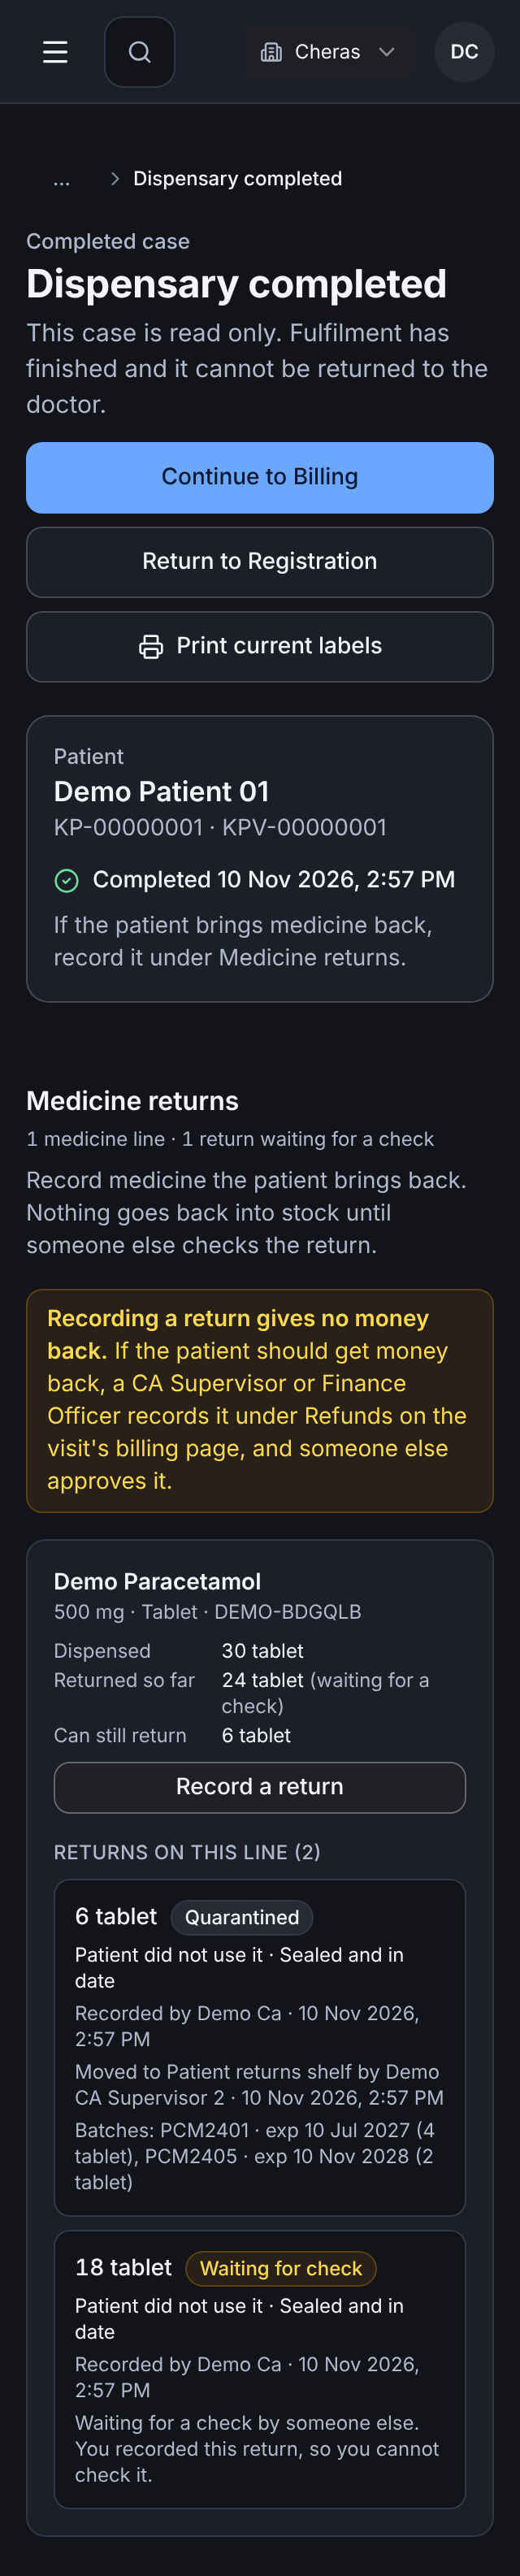 Cheras
DC
...
Dispensary completed
Completed case
Dispensary completed
This case is read only. Fulfilment has
finished and it cannot be returned to the
doctor.
Continue to Billing
Return to Registration
Print current labels
Patient
Demo Patient 01
KP-00000001 · KPV-00000001
Completed 10 Nov 2026, 2:57 PM
If the patient brings medicine back,
record it under Medicine returns.
Medicine returns
1 medicine line · 1 return waiting for a check
Record medicine the patient brings back.
Nothing goes back into stock until
someone else checks the return.
Recording a return gives no money
back. If the patient should get money
back, a CA Supervisor or Finance
Officer records it under Refunds on the
visit's billing page, and someone else
approves it.
Demo Paracetamol
500 mg · Tablet · DEMO-BDGQLB
Dispensed 30 tablet
Returned so far 24 tablet (waiting for a
check)
Can still return 6 tablet
Record a return
RETURNS ON THIS LINE (2)
6 tablet Quarantined
Patient did not use it · Sealed and in
date
Recorded by Demo Ca · 10 Nov 2026,
2:57 PM
Moved to Patient returns shelf by Demo
CA Supervisor 2 · 10 Nov 2026, 2:57 PM
Batches: PCM2401 · exp 10 Jul 2027 (4
tablet), PCM2405 · exp 10 Nov 2028 (2
tablet)
18 tablet Waiting for check
Patient did not use it · Sealed and in
date
Recorded by Demo Ca · 10 Nov 2026,
2:57 PM
Waiting for a check by someone else.
You recorded this return, so you cannot
check it.